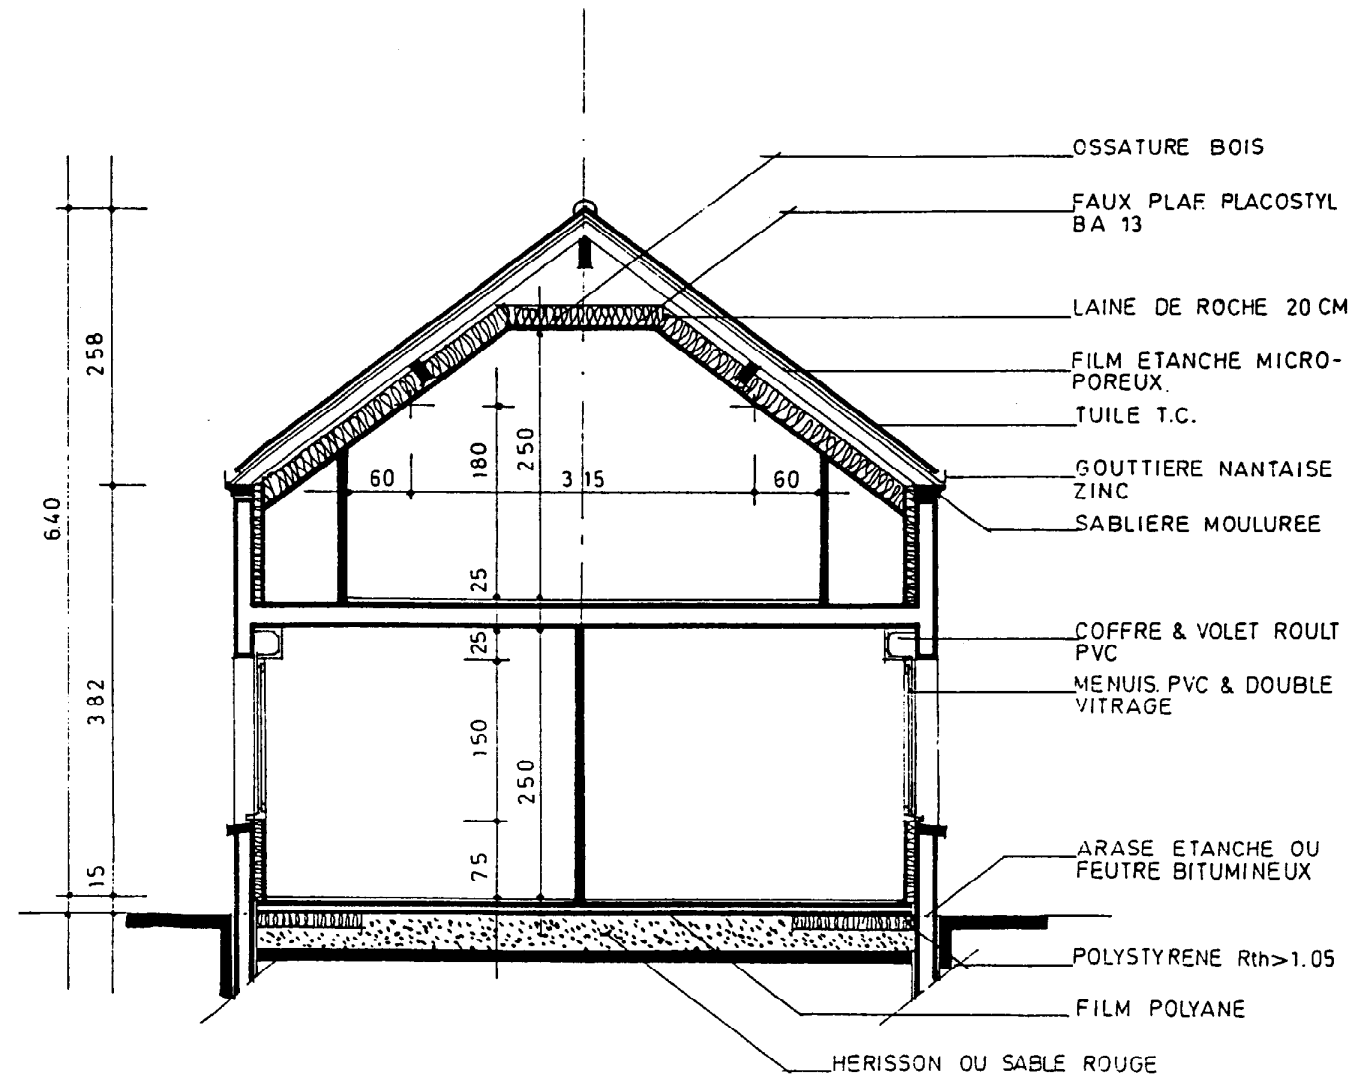 OSSATURE BOIS
FAUX PLAF. PLACOSTYL
BA 13
LAINE DE ROCHE 20 CM
FILM ETANCHE MICRO-
POREUX.
TUILE T.C.
GOUTTIERE NANTAISE
ZINC
SABLIERE MOULUREE
COFFRE & VOLET ROULT
PVC
MENUIS. PVC & DOUBLE
VITRAGE
ARASE ETANCHE OU
FEUTRE BITUMINEUX
POLYSTYRENE Rth>1.05
FILM POLYANE
HERISSON OU SABLE ROUGE
640
258
382
15
60
315
60
180
250
25
25
150
250
75